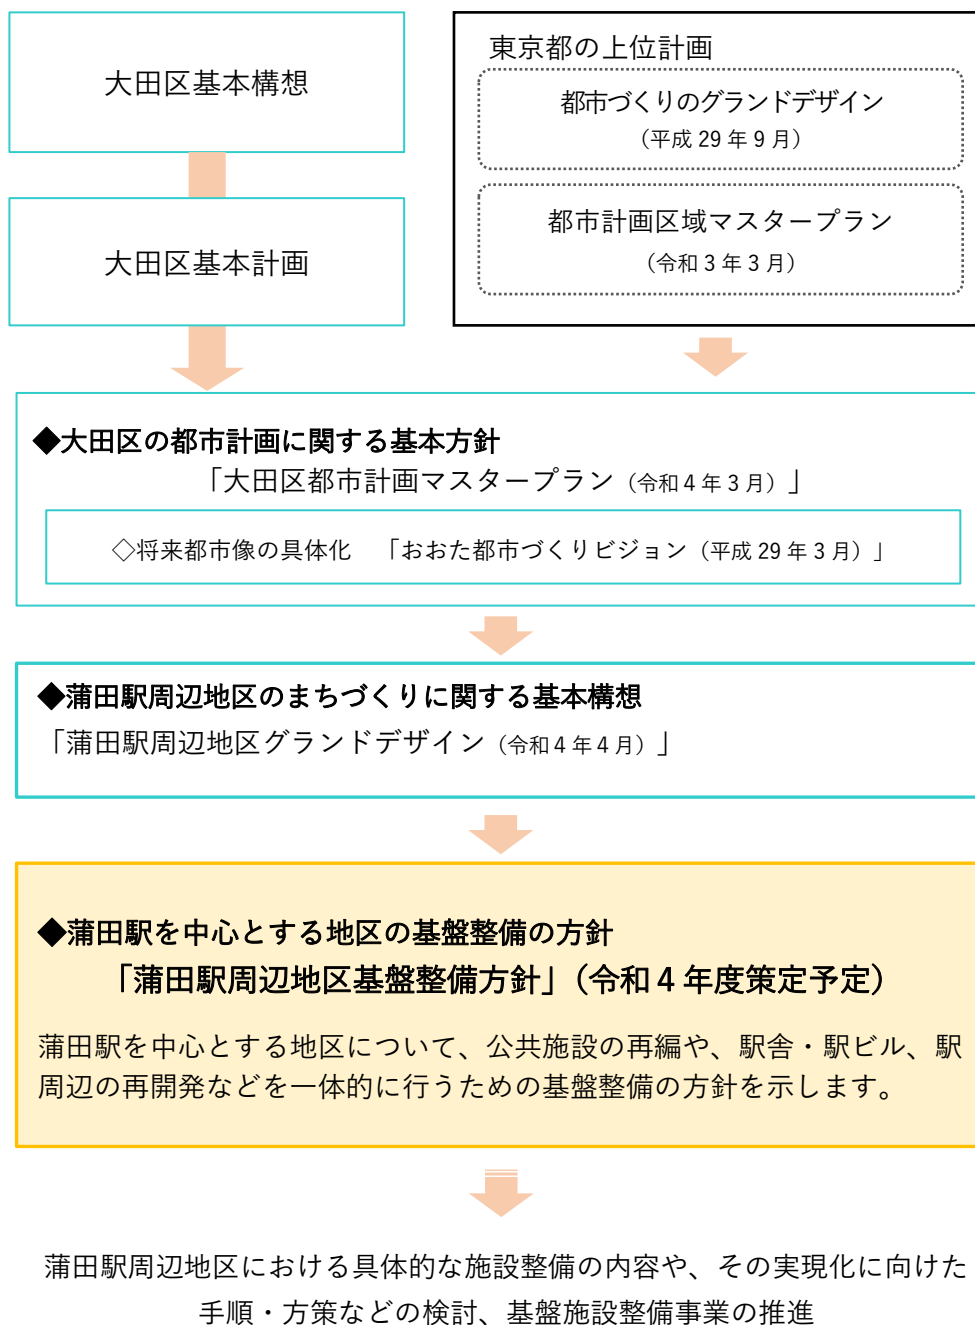 大田区基本構想
大田区基本計画
東京都の上位計画
都市づくりのグランドデザイン
（平成 29 年 9 月）
都市計画区域マスタープラン
（令和 3 年 3 月）
◆大田区の都市計画に関する基本方針
「大田区都市計画マスタープラン（令和 4 年 3 月）」
◇将来都市像の具体化　「おおた都市づくりビジョン（平成 29 年 3 月）」
◆蒲田駅周辺地区のまちづくりに関する基本構想
「蒲田駅周辺地区グランドデザイン（令和 4 年 4 月）」
◆蒲田駅を中心とする地区の基盤整備の方針
「蒲田駅周辺地区基盤整備方針」（令和 4 年度策定予定）
蒲田駅を中心とする地区について、公共施設の再編や、駅舎・駅ビル、駅
周辺の再開発などを一体的に行うための基盤整備の方針を示します。
蒲田駅周辺地区における具体的な施設整備の内容や、その実現化に向けた
手順・方策などの検討、基盤施設整備事業の推進